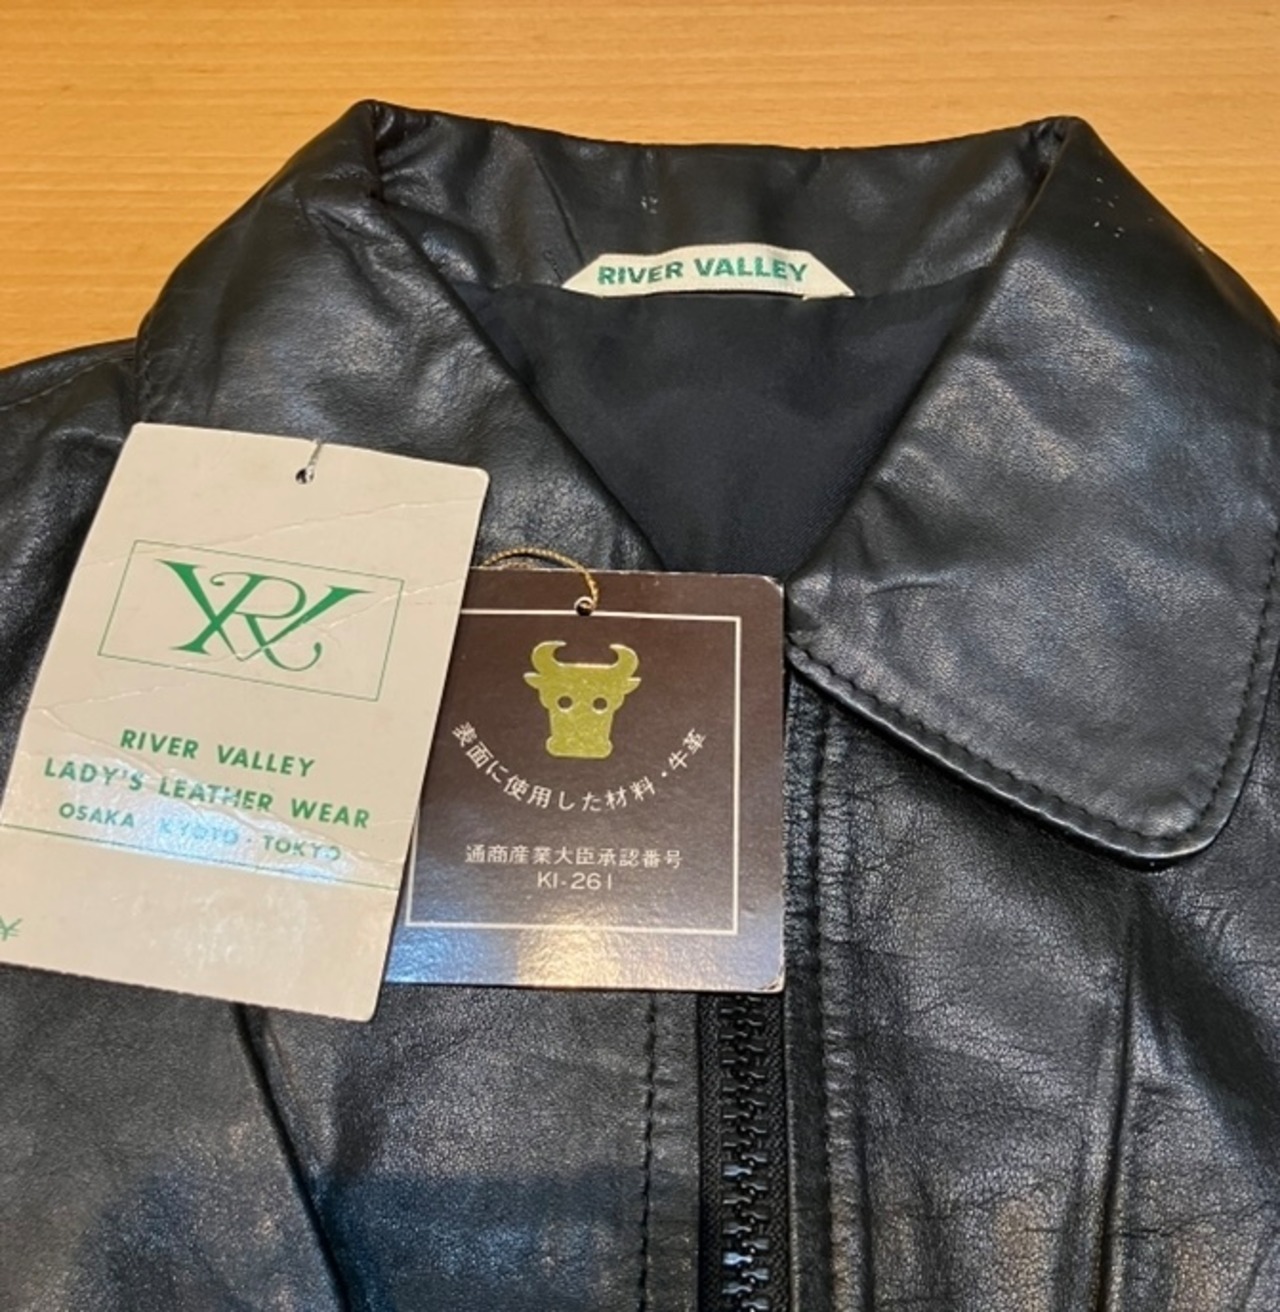 RIVER VALLEY
RV
RIVER VALLEY
LADY'S LEATHER WEAR
OSAKA KYOTO・TOKYO
¥
表面に使用した材料・牛革
通商産業大臣承認番号
KI-261